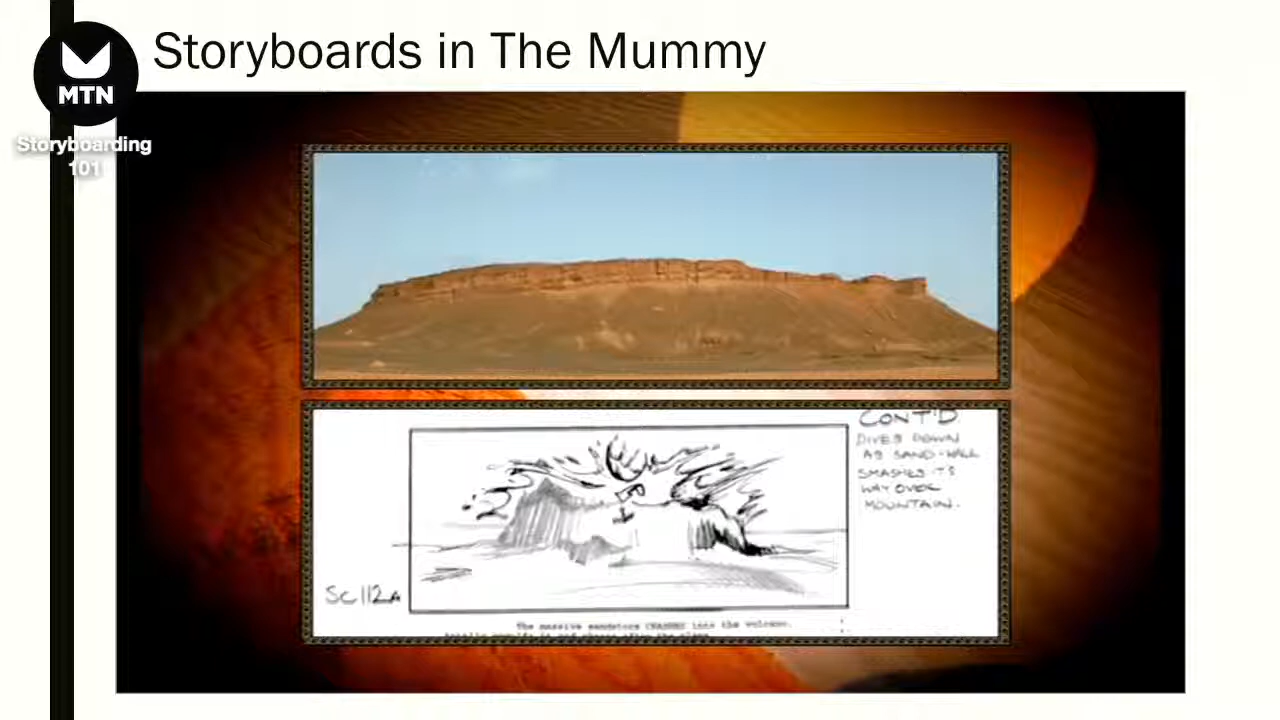 Storyboards in The Mummy
MTN
Storyboarding
101
CONT'D.
DIVES DOWN
AS SAND-WALL
SMASHES ITS
WAY OVER
MOUNTAIN.
SC 112A
The massive sandstorm CRASHES into the volcano.